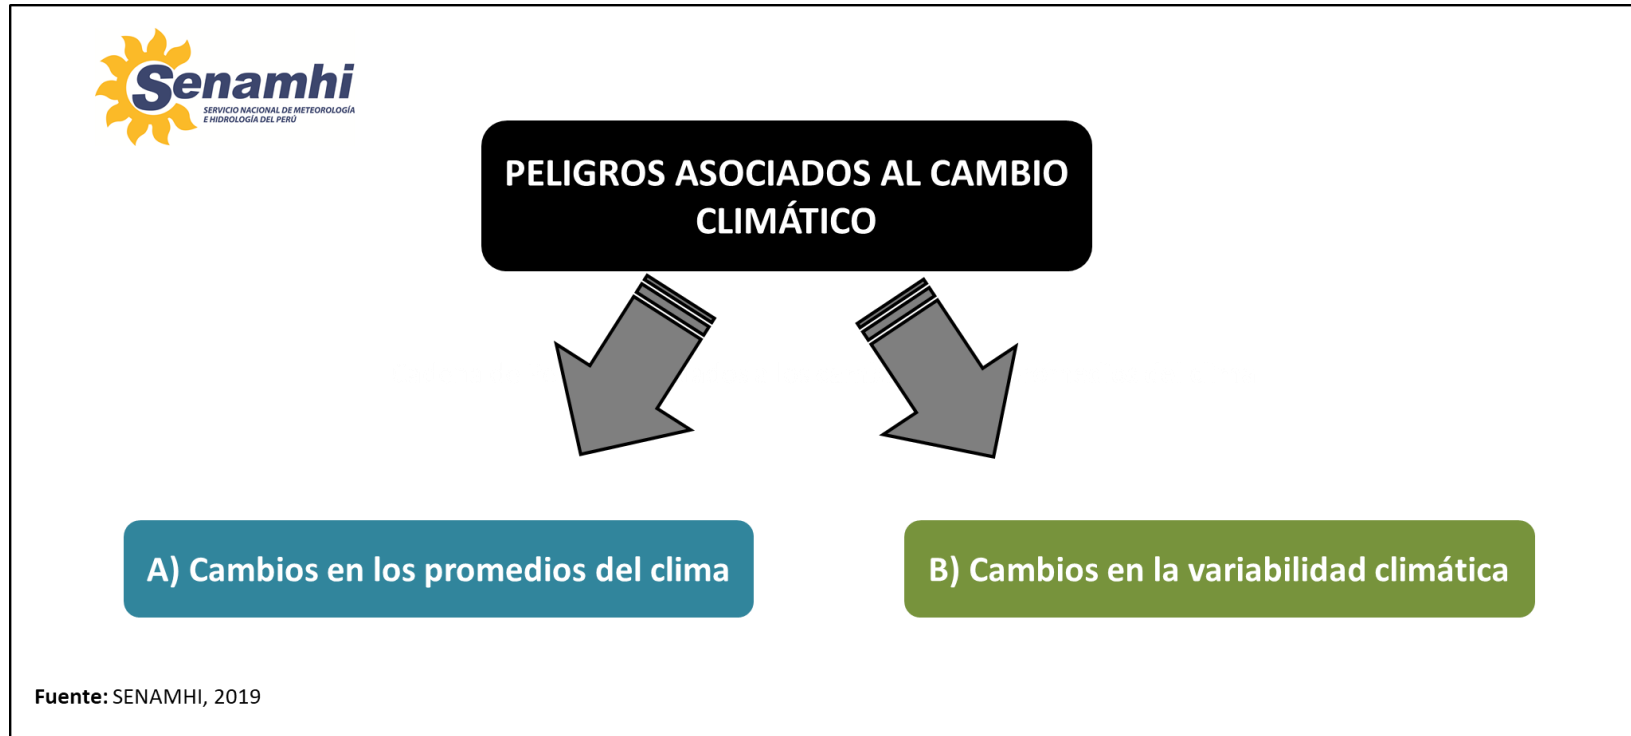 Senamhi
SERVICIO NACIONAL DE METEOROLOGÍA
E HIDROLOGÍA DEL PERÚ
PELIGROS ASOCIADOS AL CAMBIO
CLIMÁTICO
A) Cambios en los promedios del clima
B) Cambios en la variabilidad climática
Fuente: SENAMHI, 2019